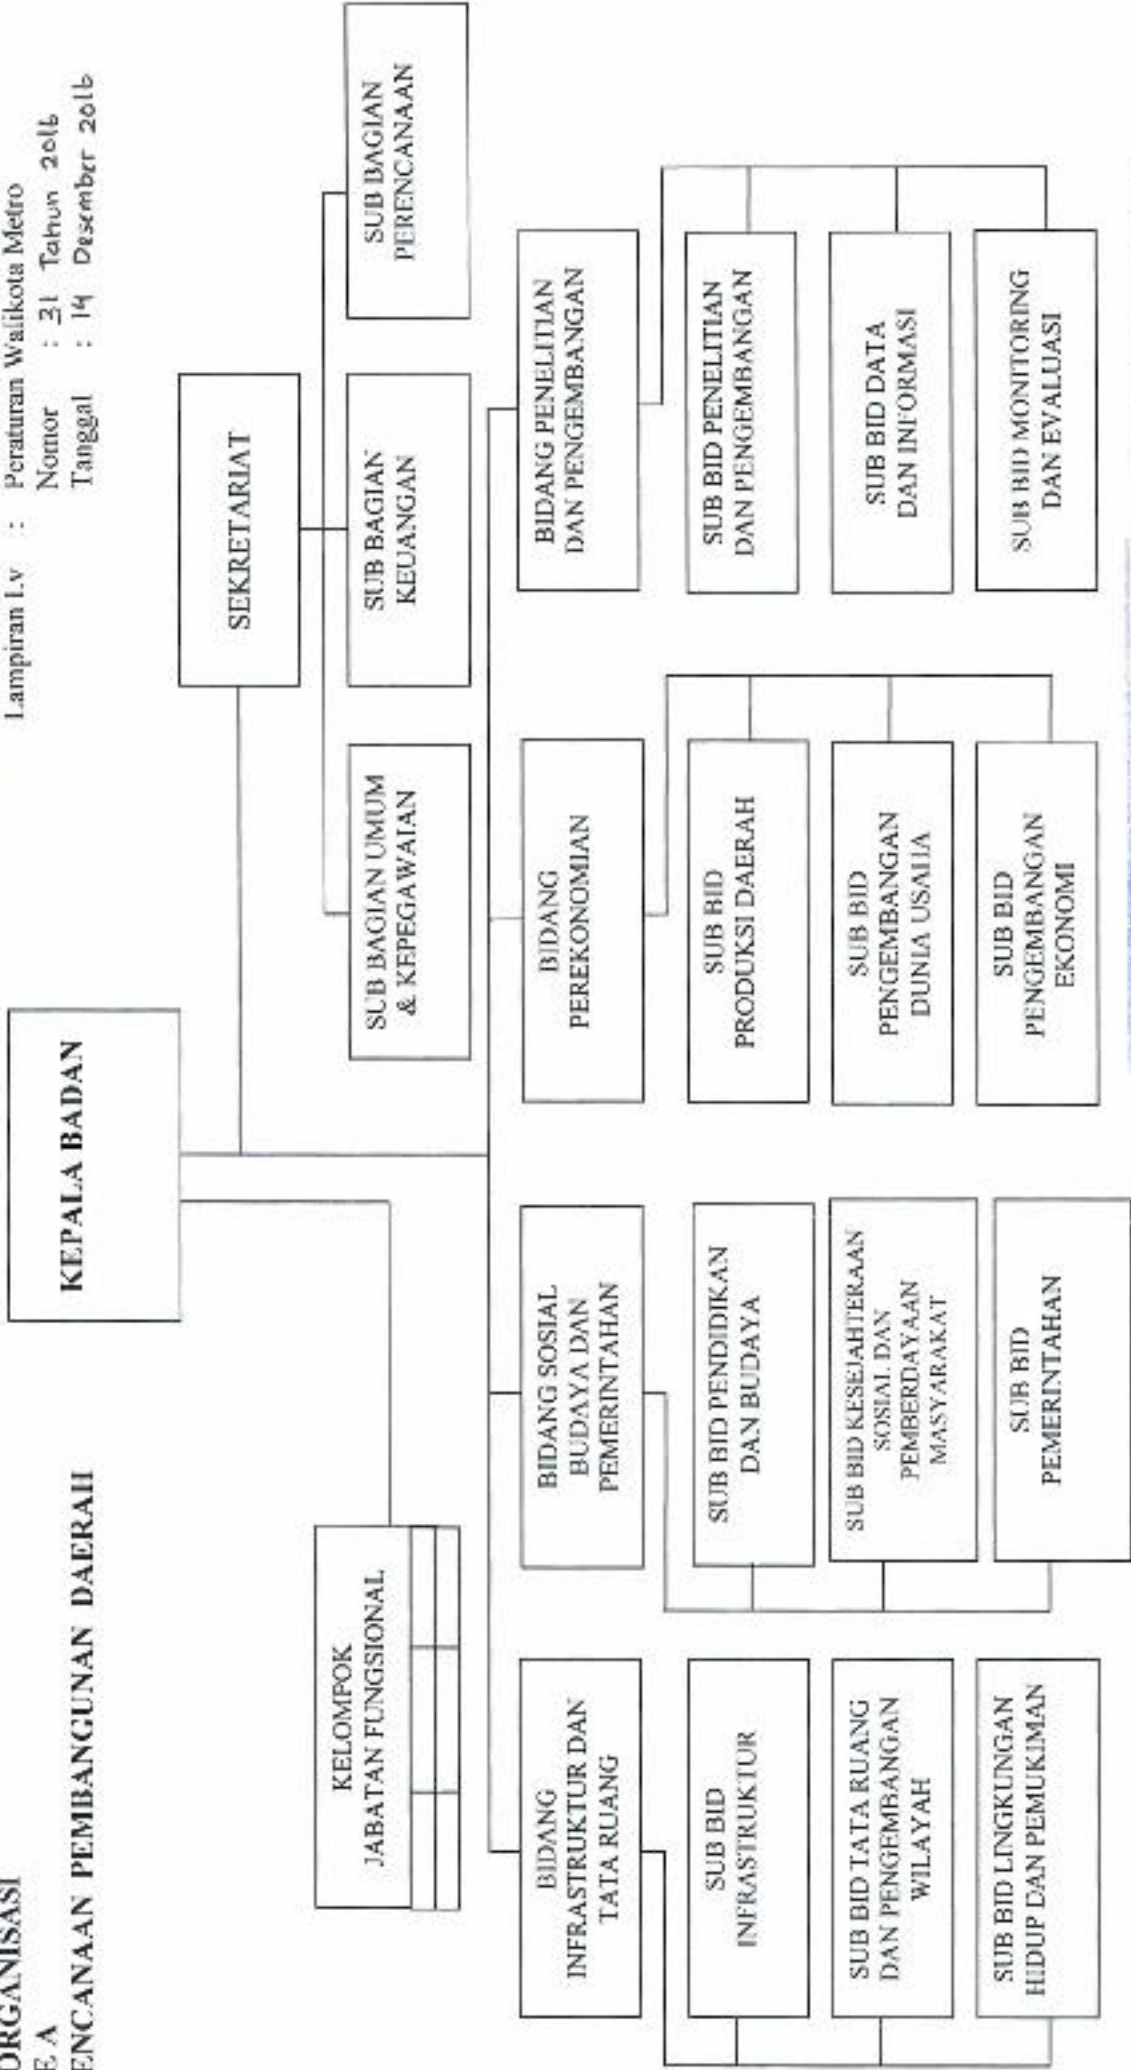 ORGANISASI
E A
ENCANAAN PEMBANGUNAN DAERAH
Lampiran I.v : Peraturan Walikota Metro
Nomor : 31 Tahun 2016
Tanggal : 14 Desember 2016
KEPALA BADAN
SEKRETARIAT
KELOMPOK
JABATAN FUNGSIONAL
SUB BAGIAN UMUM
& KEPEGAWAIAN
SUB BAGIAN
KEUANGAN
SUB BAGIAN
PERENCANAAN
BIDANG
INFRASTRUKTUR DAN
TATA RUANG
BIDANG SOSIAL
BUDAYA DAN
PEMERINTAHAN
BIDANG
PEREKONOMIAN
BIDANG PENELITIAN
DAN PENGEMBANGAN
SUB BID
INFRASTRUKTUR
SUB BID PENDIDIKAN
DAN BUDAYA
SUB BID
PRODUKSI DAERAH
SUB BID PENELITIAN
DAN PENGEMBANGAN
SUB BID TATA RUANG
DAN PENGEMBANGAN
WILAYAH
SUB BID KESEJAHTERAAN
SOSIAL DAN
PEMBERDAYAAN
MASYARAKAT
SUB BID
PENGEMBANGAN
DUNIA USAHA
SUB BID DATA
DAN INFORMASI
SUB BID LINGKUNGAN
HIDUP DAN PEMUKIMAN
SUB BID
PEMERINTAHAN
SUB BID
PENGEMBANGAN
EKONOMI
SUB BID MONITORING
DAN EVALUASI